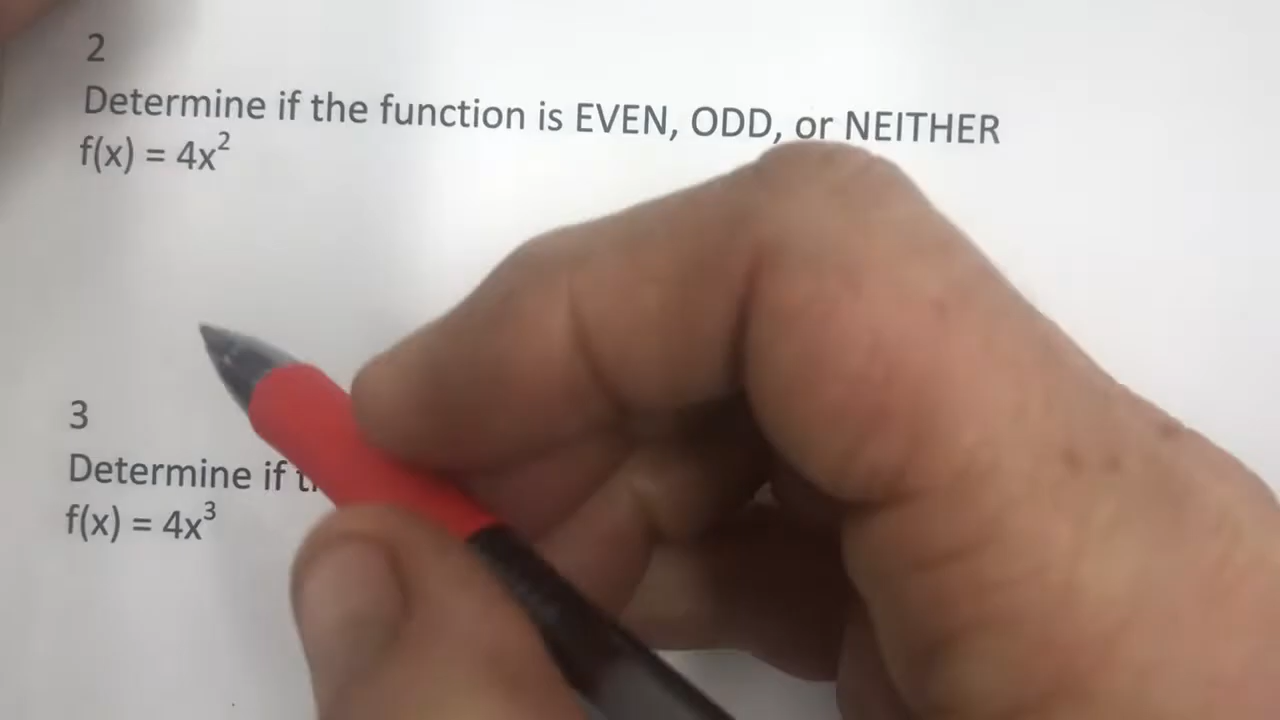 2
Determine if the function is EVEN, ODD, or NEITHER
f(x) = 4x²
3
Determine if
f(x) = 4x³